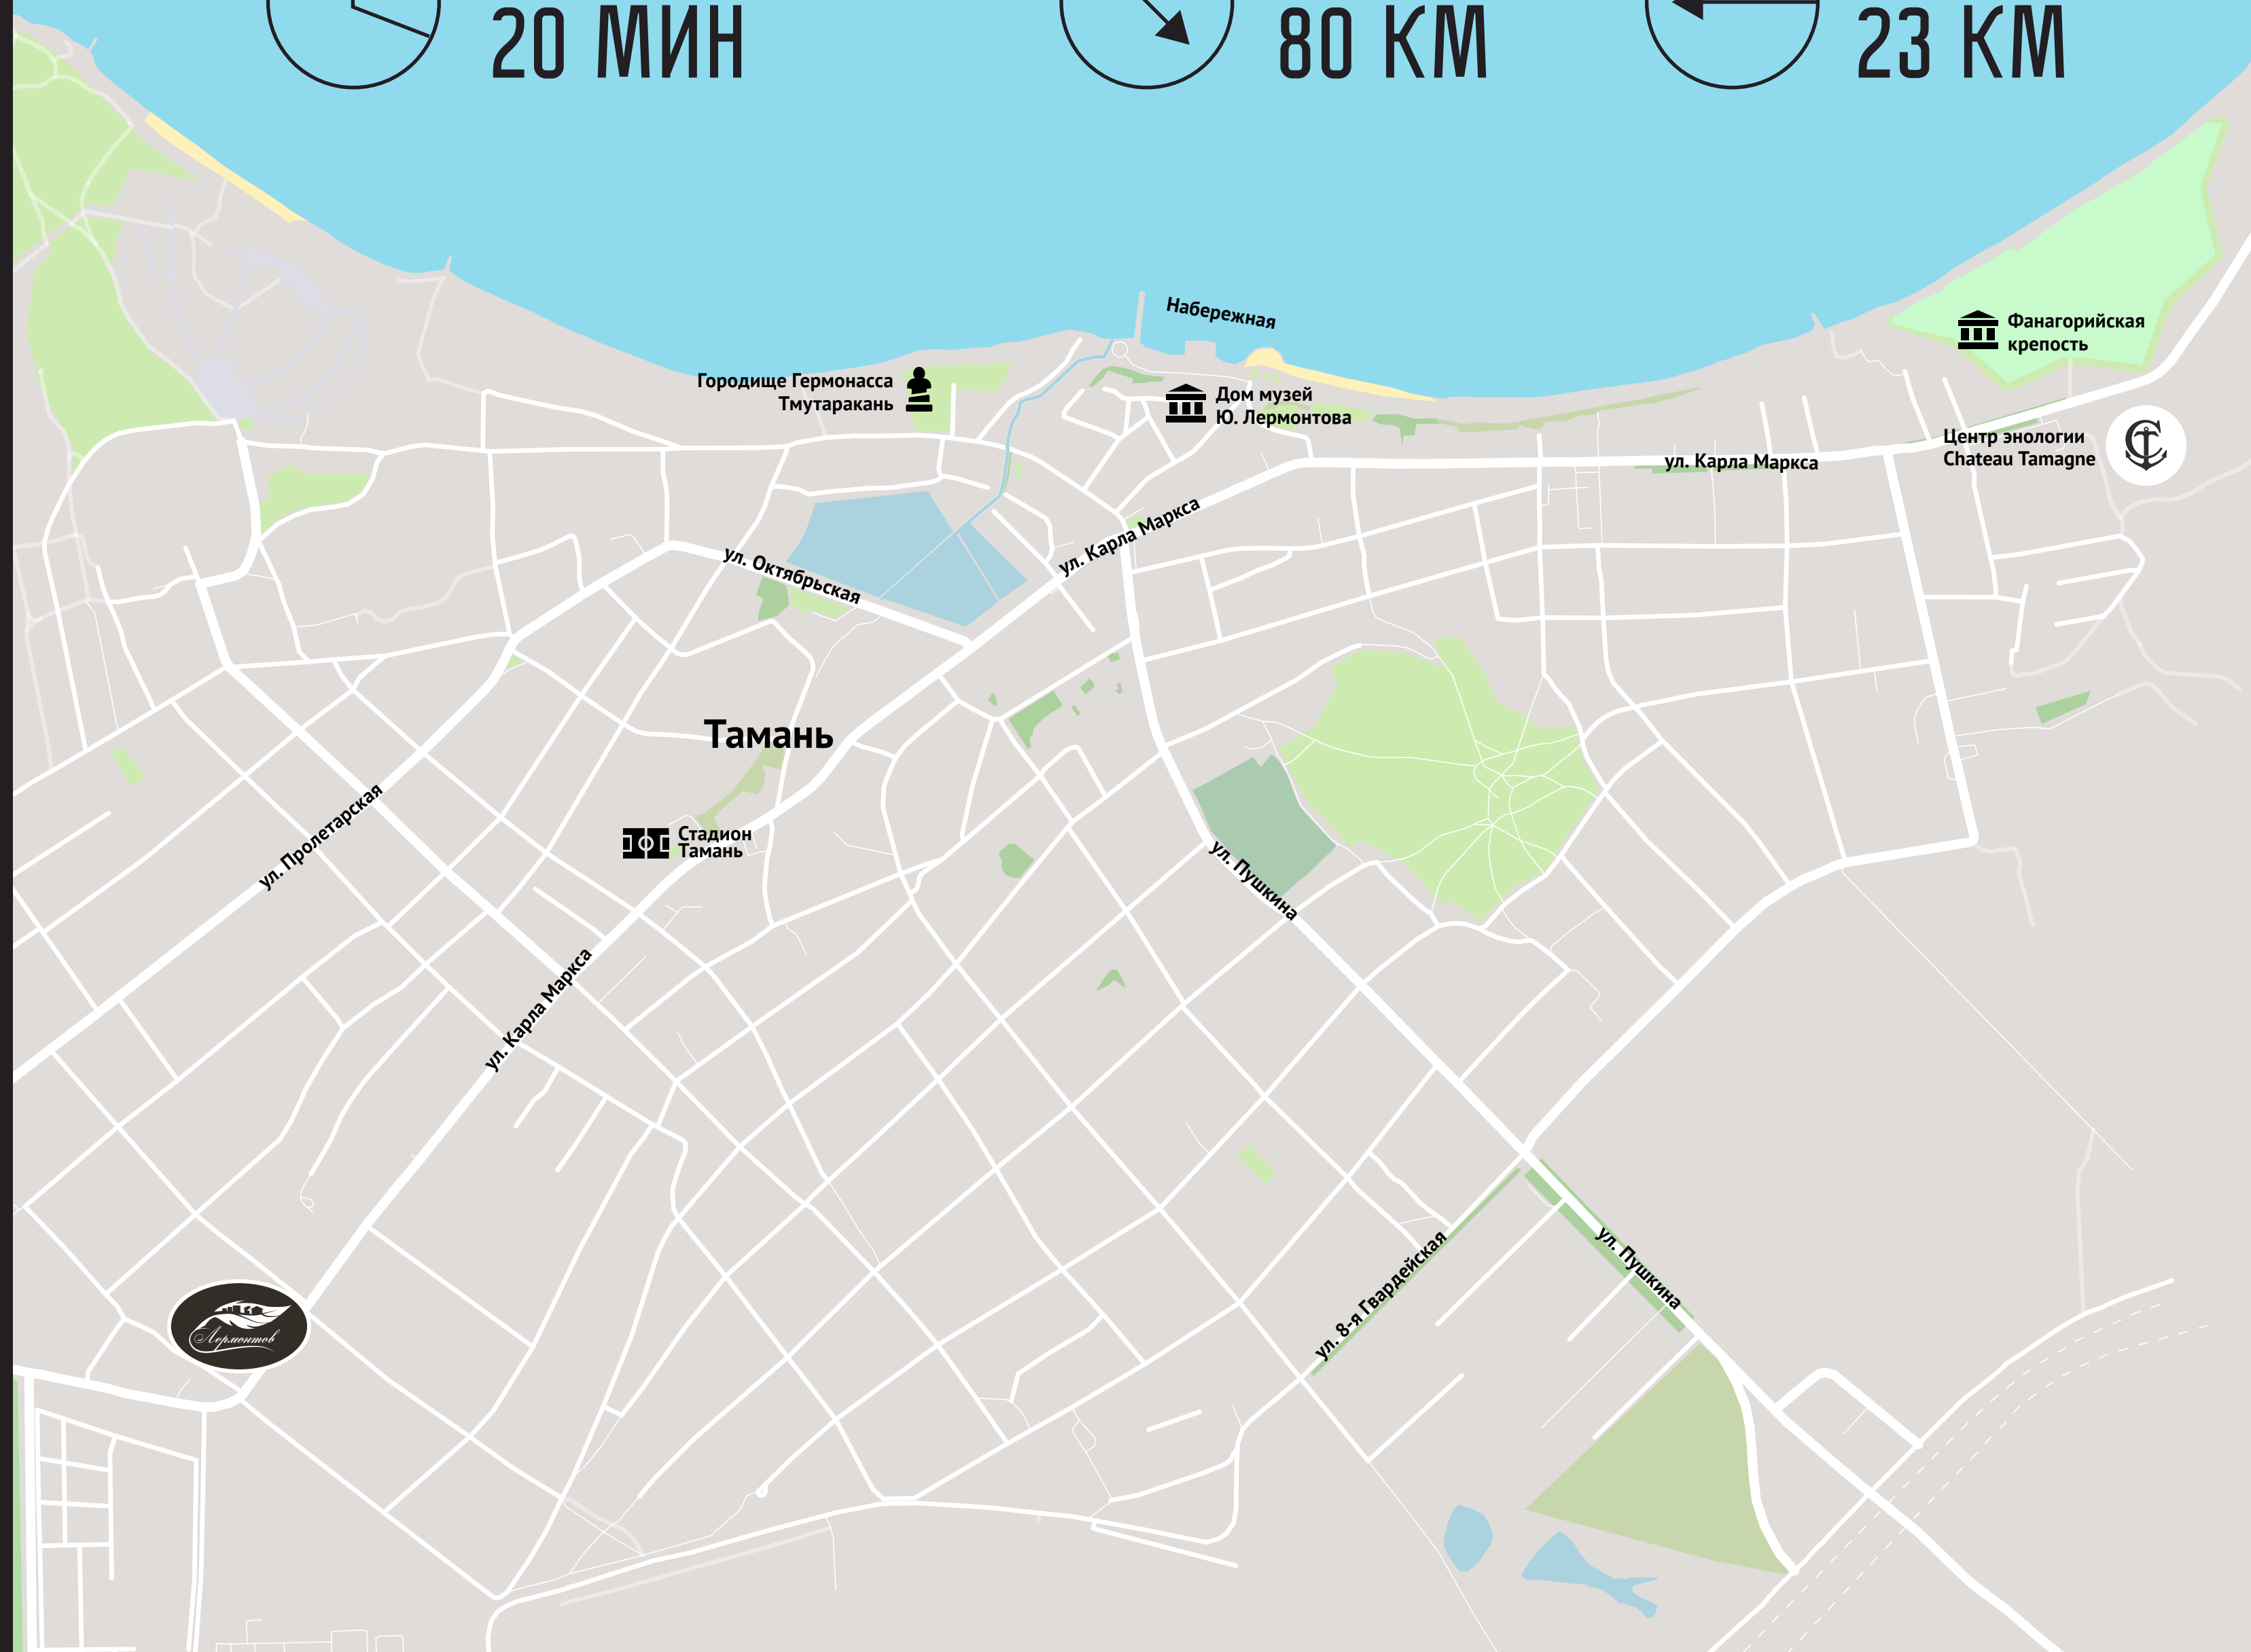 20 МИН
80 КМ
23 КМ
Набережная
Фанагорийская
крепость
Городище Гермонасса
Тмутаракань
Дом музей
Ю. Лермонтова
Центр энологии
Chateau Tamagne
ул. Карла Маркса
ул. Карла Маркса
ул. Октябрьская
Тамань
Стадион
Тамань
ул. Пролетарская
ул. Пушкина
ул. Карла Маркса
ул. 8-я Гвардейская
ул. Пушкина
Лермонтов